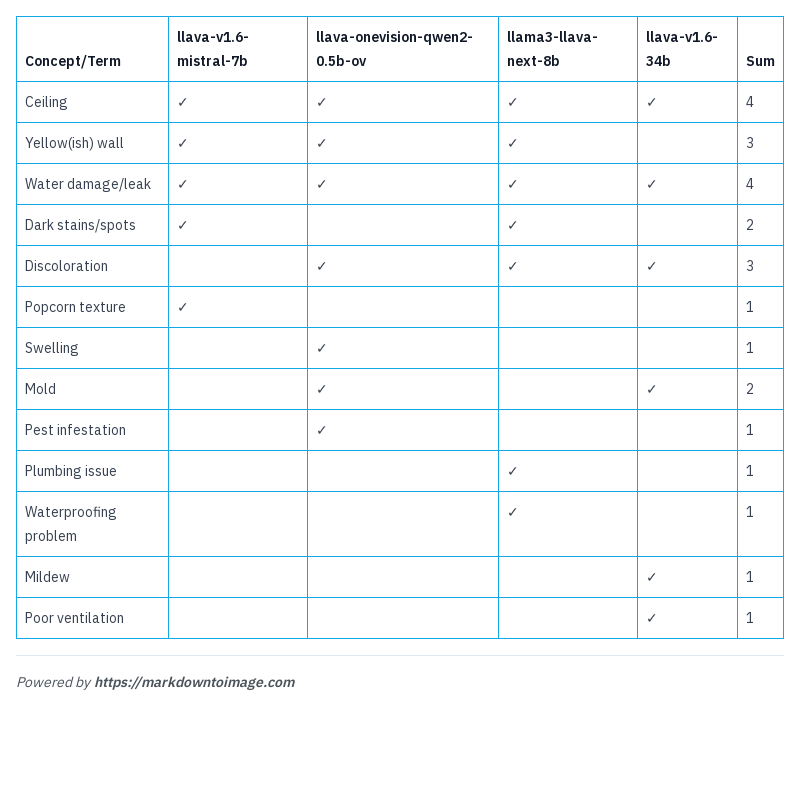 Concept/Term llava-v1.6-mistral-7b llava-onevision-qwen2-0.5b-ov llama3-llava-next-8b llava-v1.6-34b Sum
Ceiling ✓ ✓ ✓ ✓ 4
Yellow(ish) wall ✓ ✓ ✓ 3
Water damage/leak ✓ ✓ ✓ ✓ 4
Dark stains/spots ✓ ✓ 2
Discoloration ✓ ✓ ✓ 3
Popcorn texture ✓ 1
Swelling ✓ 1
Mold ✓ ✓ 2
Pest infestation ✓ 1
Plumbing issue ✓ 1
Waterproofing problem ✓ 1
Mildew ✓ 1
Poor ventilation ✓ 1
Powered by https://markdowntoimage.com